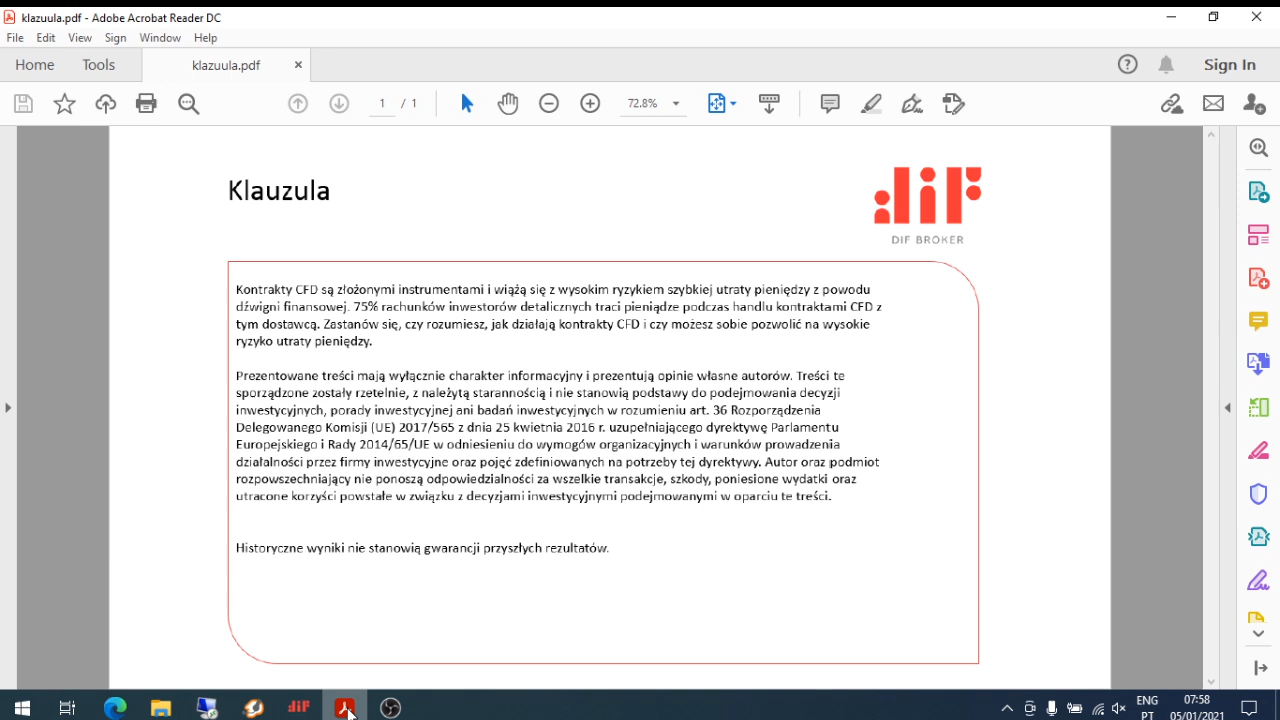 klazuula.pdf - Adobe Acrobat Reader DC
File Edit View Sign Window Help
Home Tools klazuula.pdf × Sign In
1 / 1 72.8%
Klauzula
dif
DIF BROKER
Kontrakty CFD są złożonymi instrumentami i wiążą się z wysokim ryzykiem szybkiej utraty pieniędzy z powodu
dźwigni finansowej. 75% rachunków inwestorów detalicznych traci pieniądze podczas handlu kontraktami CFD z
tym dostawcą. Zastanów się, czy rozumiesz, jak działają kontrakty CFD i czy możesz sobie pozwolić na wysokie
ryzyko utraty pieniędzy.
Prezentowane treści mają wyłącznie charakter informacyjny i prezentują opinie własne autorów. Treści te
sporządzone zostały rzetelnie, z należytą starannością i nie stanowią podstawy do podejmowania decyzji
inwestycyjnych, porady inwestycyjnej ani badań inwestycyjnych w rozumieniu art. 36 Rozporządzenia
Delegowanego Komisji (UE) 2017/565 z dnia 25 kwietnia 2016 r. uzupełniającego dyrektywę Parlamentu
Europejskiego i Rady 2014/65/UE w odniesieniu do wymogów organizacyjnych i warunków prowadzenia
działalności przez firmy inwestycyjne oraz pojęć zdefiniowanych na potrzeby tej dyrektywy. Autor oraz podmiot
rozpowszechniający nie ponoszą odpowiedzialności za wszelkie transakcje, szkody, poniesione wydatki oraz
utracone korzyści powstałe w związku z decyzjami inwestycyjnymi podejmowanymi w oparciu te treści.
Historyczne wyniki nie stanowią gwarancji przyszłych rezultatów.
dif
ENG 07:58
PT 05/01/2021